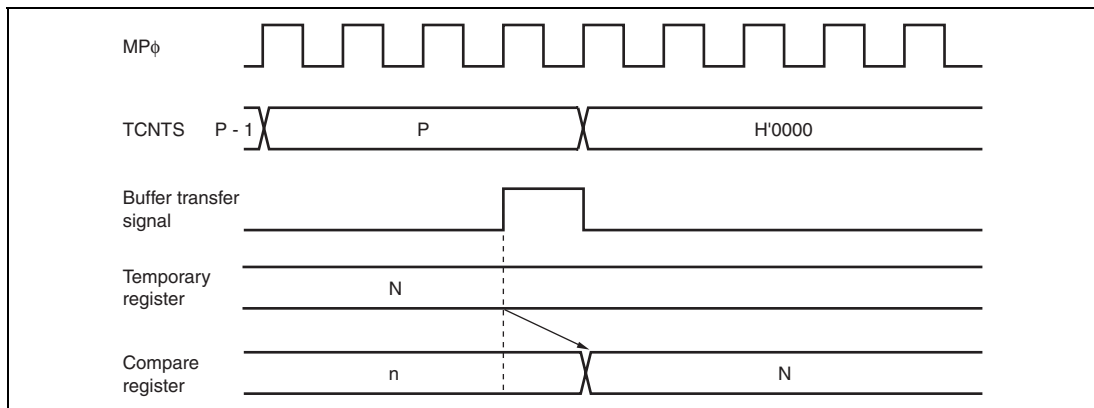 MPϕ
TCNTS P - 1 P H'0000
Buffer transfer
signal
Temporary
register
N
Compare
register
n N